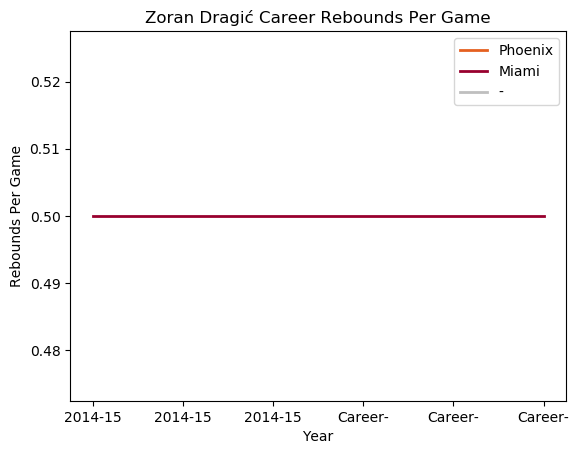 Zoran Dragić Career Rebounds Per Game
Phoenix
Miami
-
Rebounds Per Game
0.52
0.51
0.50
0.49
0.48
2014-15 2014-15 2014-15 Career- Career- Career-
Year